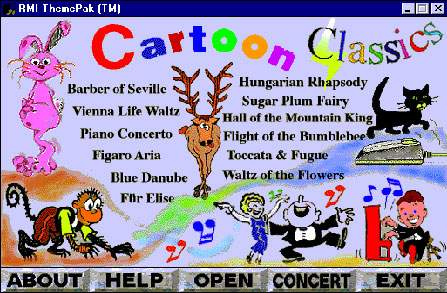 RMI ThemePak (TM)
Cartoon Classics
Barber of Seville
Vienna Life Waltz
Piano Concerto
Figaro Aria
Blue Danube
Für Elise
Hungarian Rhapsody
Sugar Plum Fairy
Hall of the Mountain King
Flight of the Bumblebee
Toccata & Fugue
Waltz of the Flowers
ABOUT HELP OPEN CONCERT EXIT